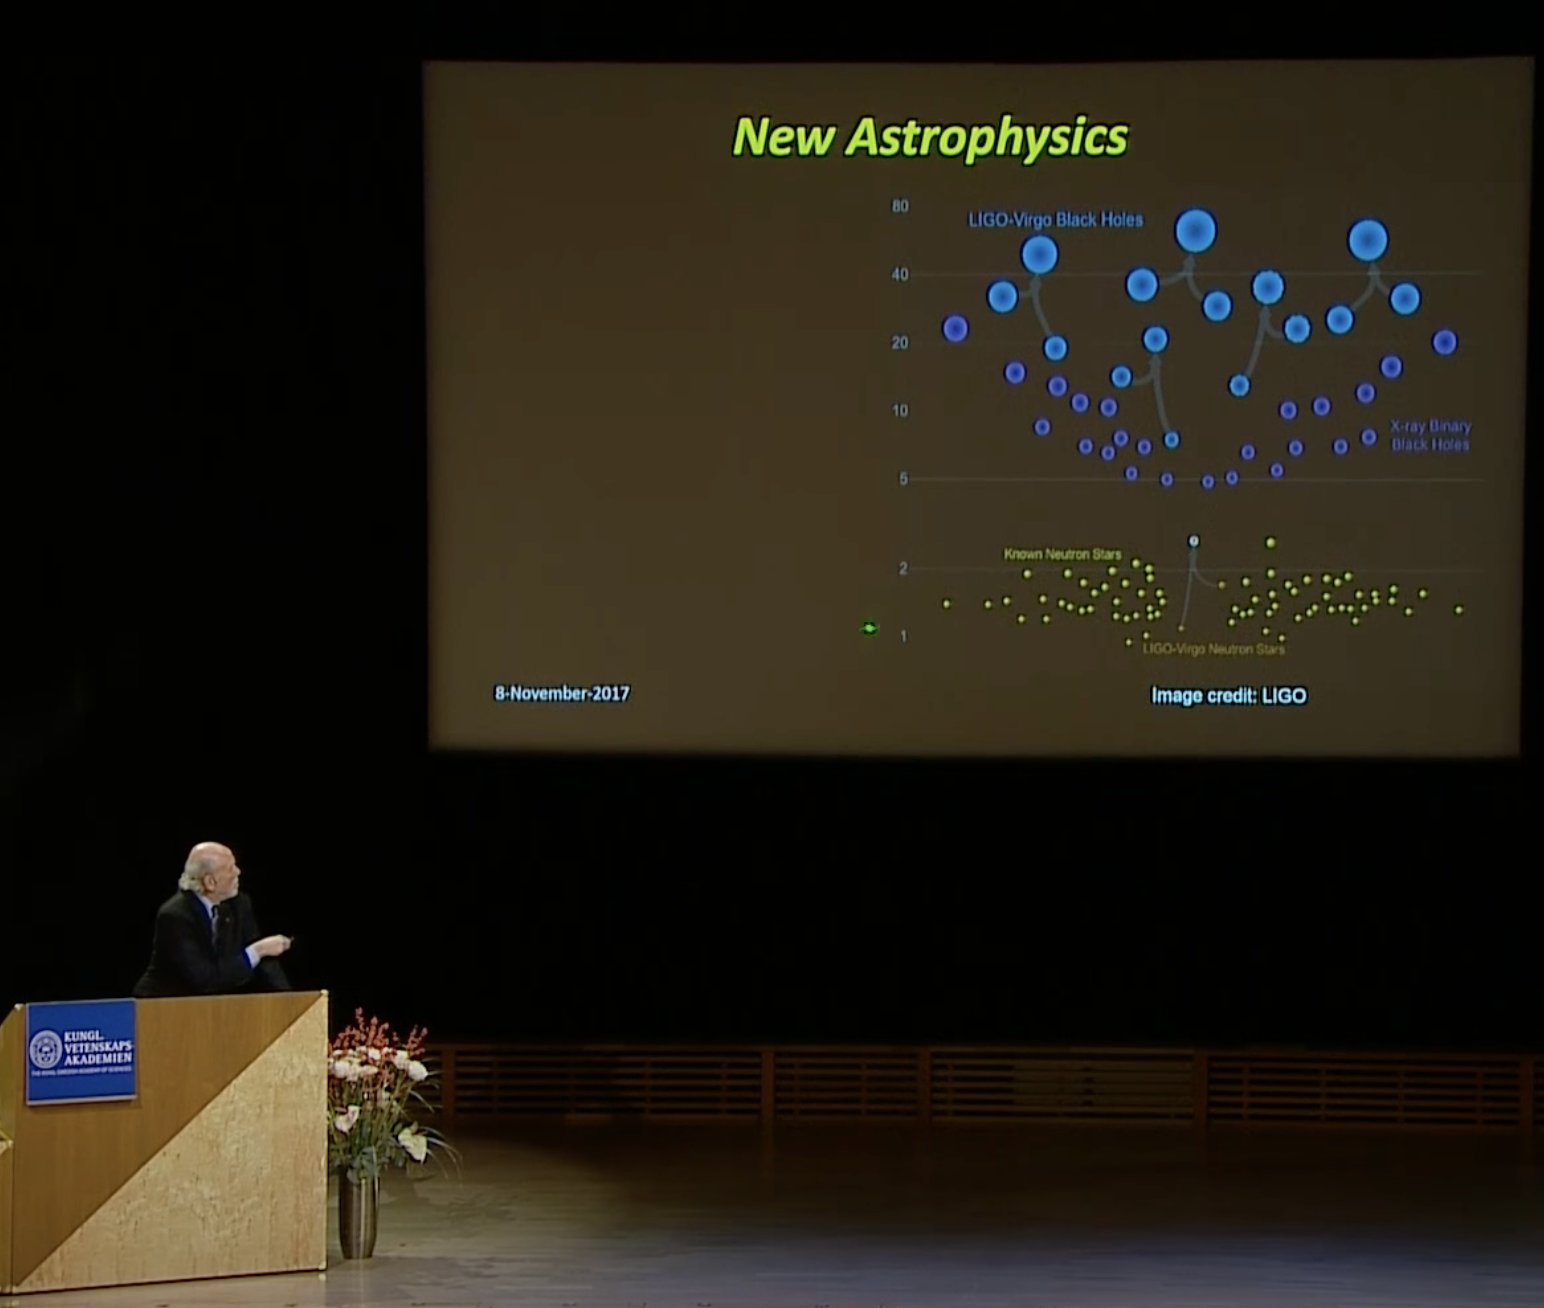 New Astrophysics
80
LIGO-Virgo Black Holes
40
20
10
X-ray Binary
Black Holes
5
Known Neutron Stars
2
1
LIGO-Virgo Neutron Stars
8-November-2017
Image credit: LIGO
KUNGL.
VETENSKAPS-
AKADEMIEN
THE ROYAL SWEDISH ACADEMY OF SCIENCES